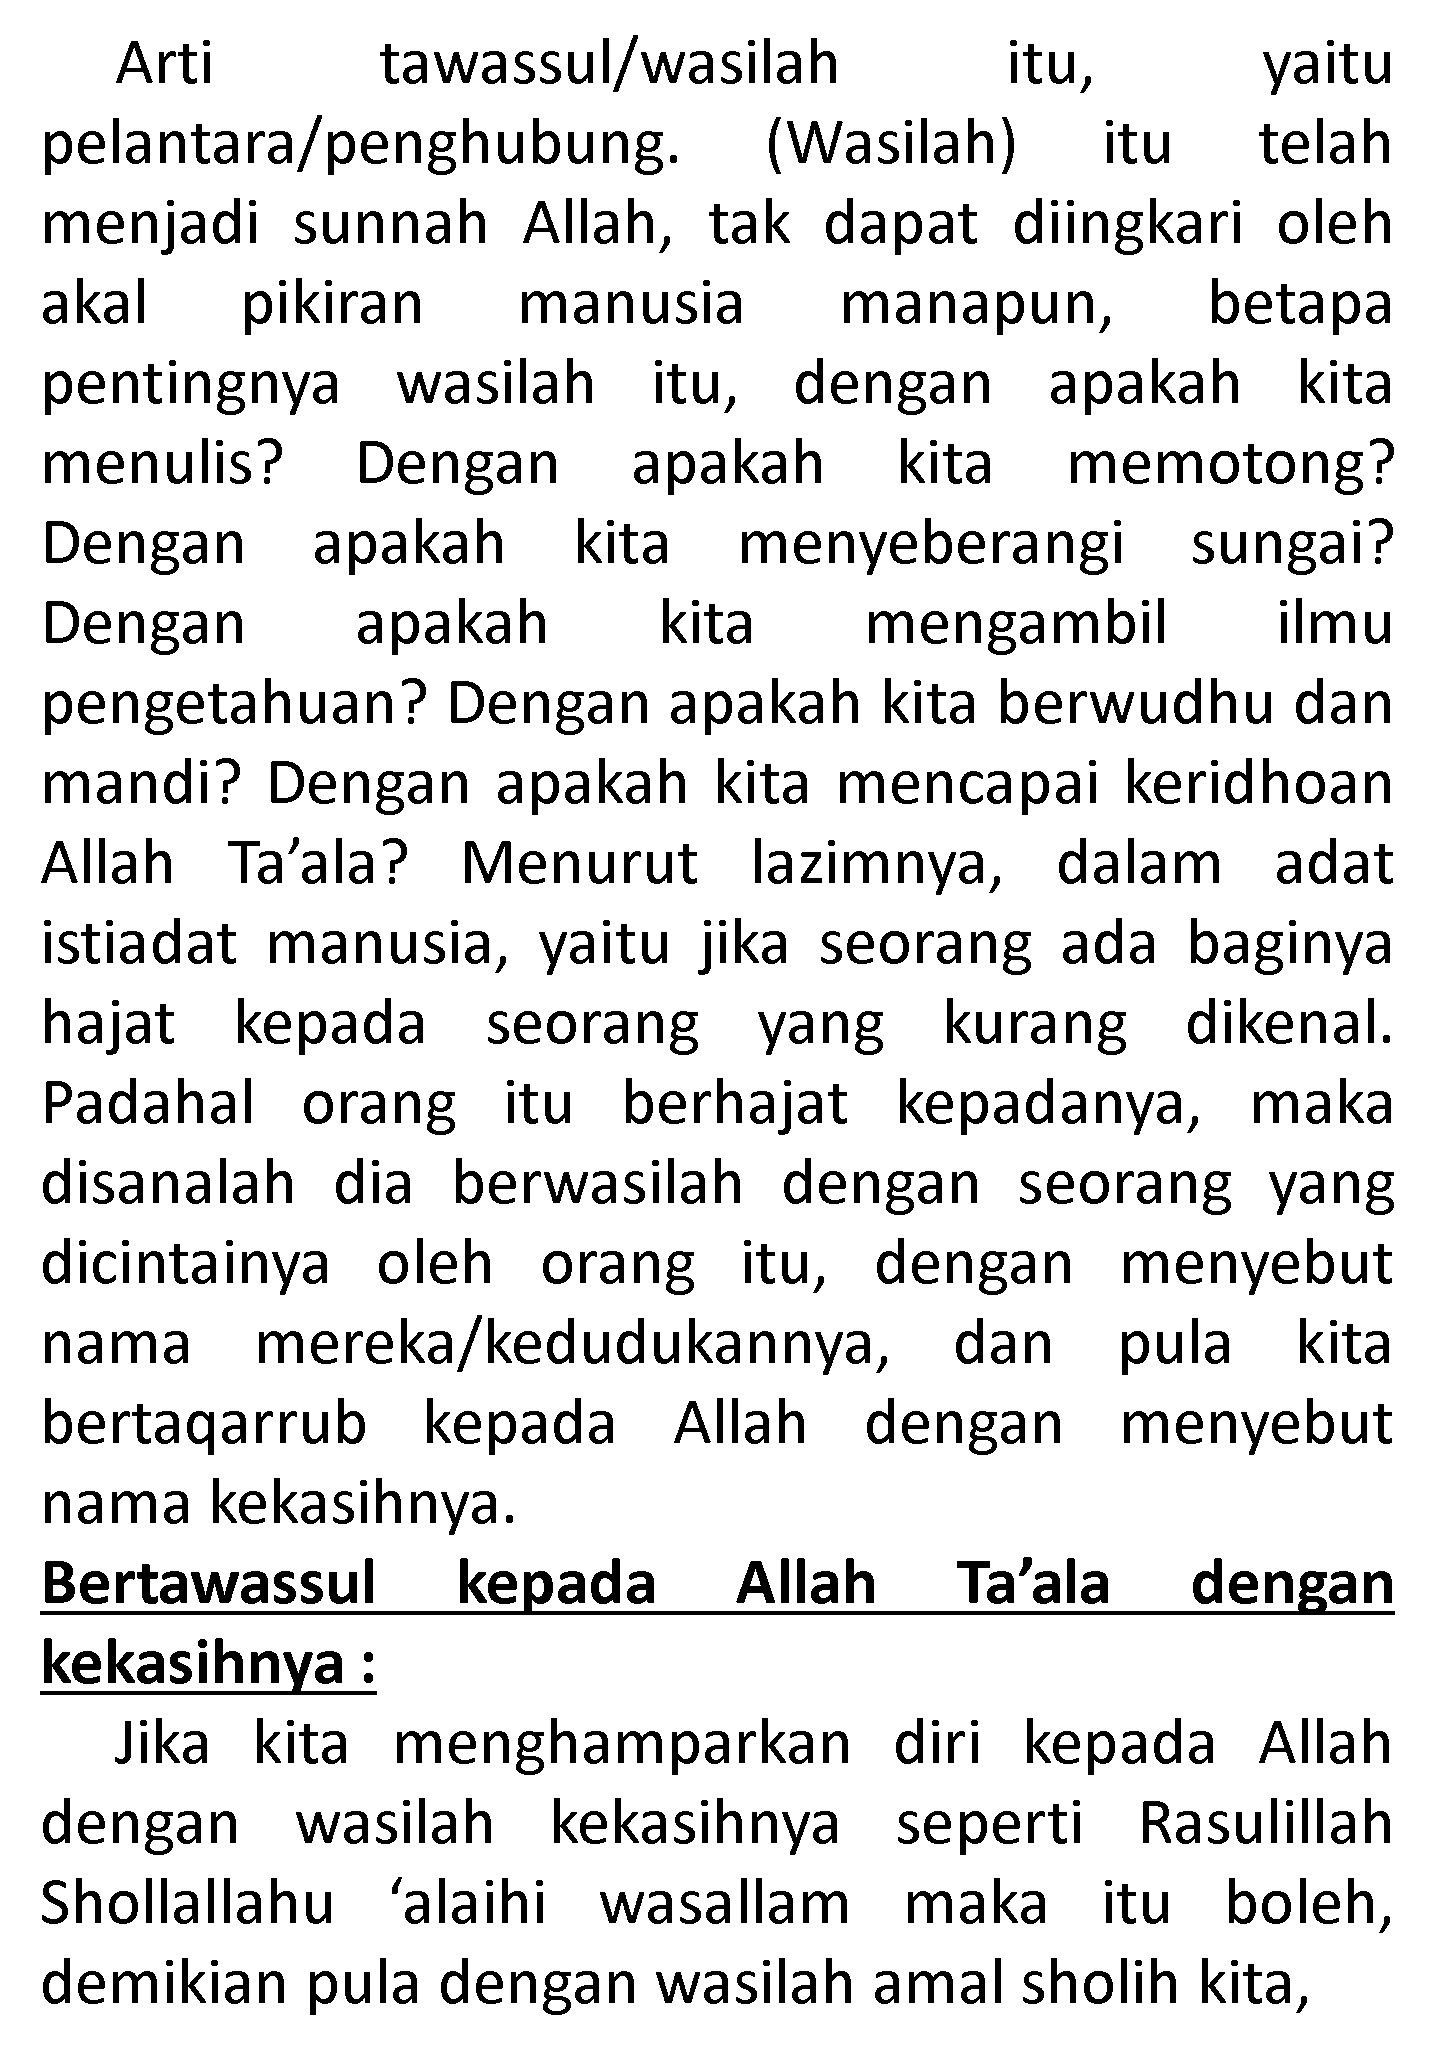 Arti tawassul/wasilah itu, yaitu
pelantara/penghubung. (Wasilah) itu telah
menjadi sunnah Allah, tak dapat diingkari oleh
akal pikiran manusia manapun, betapa
pentingnya wasilah itu, dengan apakah kita
menulis? Dengan apakah kita memotong?
Dengan apakah kita menyeberangi sungai?
Dengan apakah kita mengambil ilmu
pengetahuan? Dengan apakah kita berwudhu dan
mandi? Dengan apakah kita mencapai keridhoan
Allah Ta’ala? Menurut lazimnya, dalam adat
istiadat manusia, yaitu jika seorang ada baginya
hajat kepada seorang yang kurang dikenal.
Padahal orang itu berhajat kepadanya, maka
disanalah dia berwasilah dengan seorang yang
dicintainya oleh orang itu, dengan menyebut
nama mereka/kedudukannya, dan pula kita
bertaqarrub kepada Allah dengan menyebut
nama kekasihnya.
Bertawassul kepada Allah Ta’ala dengan
kekasihnya :
Jika kita menghamparkan diri kepada Allah
dengan wasilah kekasihnya seperti Rasulillah
Shollallahu ‘alaihi wasallam maka itu boleh,
demikian pula dengan wasilah amal sholih kita,